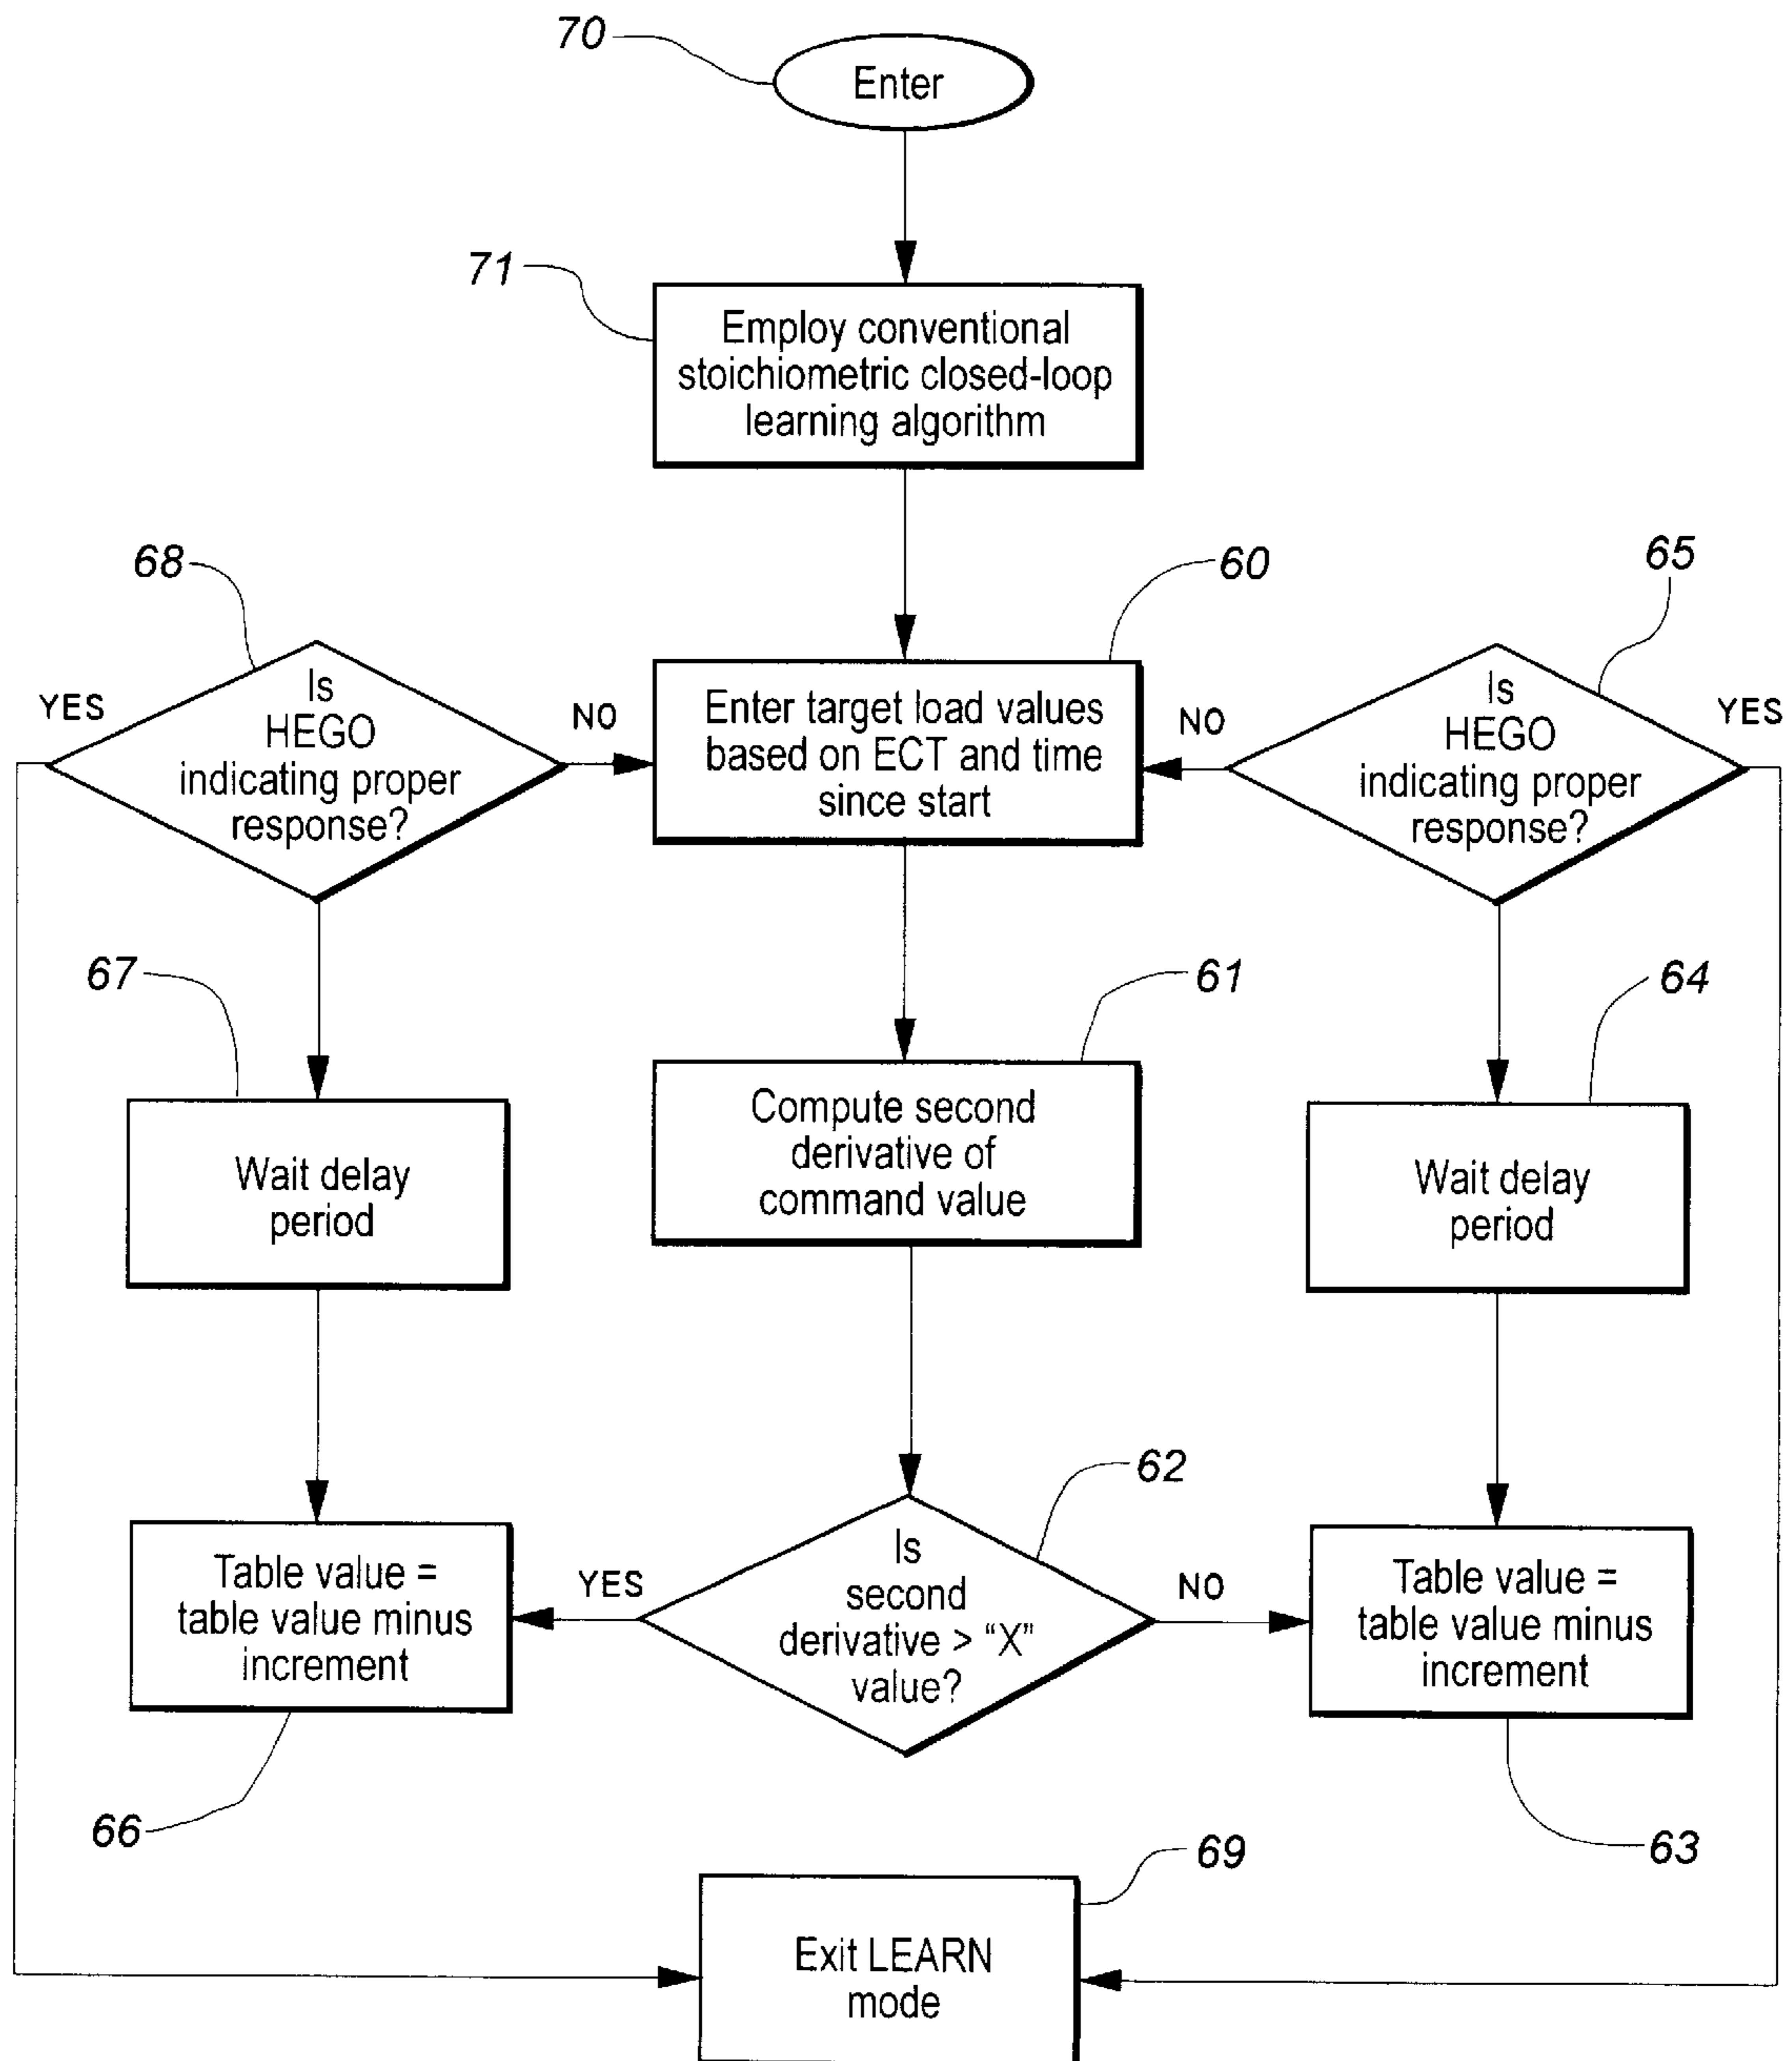 70
Enter
71
Employ conventional
stoichiometric closed-loop
learning algorithm
68
60
65
YES
Is
HEGO
indicating proper
response?
NO
Enter target load values
based on ECT and time
since start
NO
Is
HEGO
indicating proper
response?
YES
67
61
64
Wait delay
period
Compute second
derivative of
command value
Wait delay
period
62
Table value =
table value minus
increment
YES
Is
second
derivative > “X”
value?
NO
Table value =
table value minus
increment
66
63
69
Exit LEARN
mode